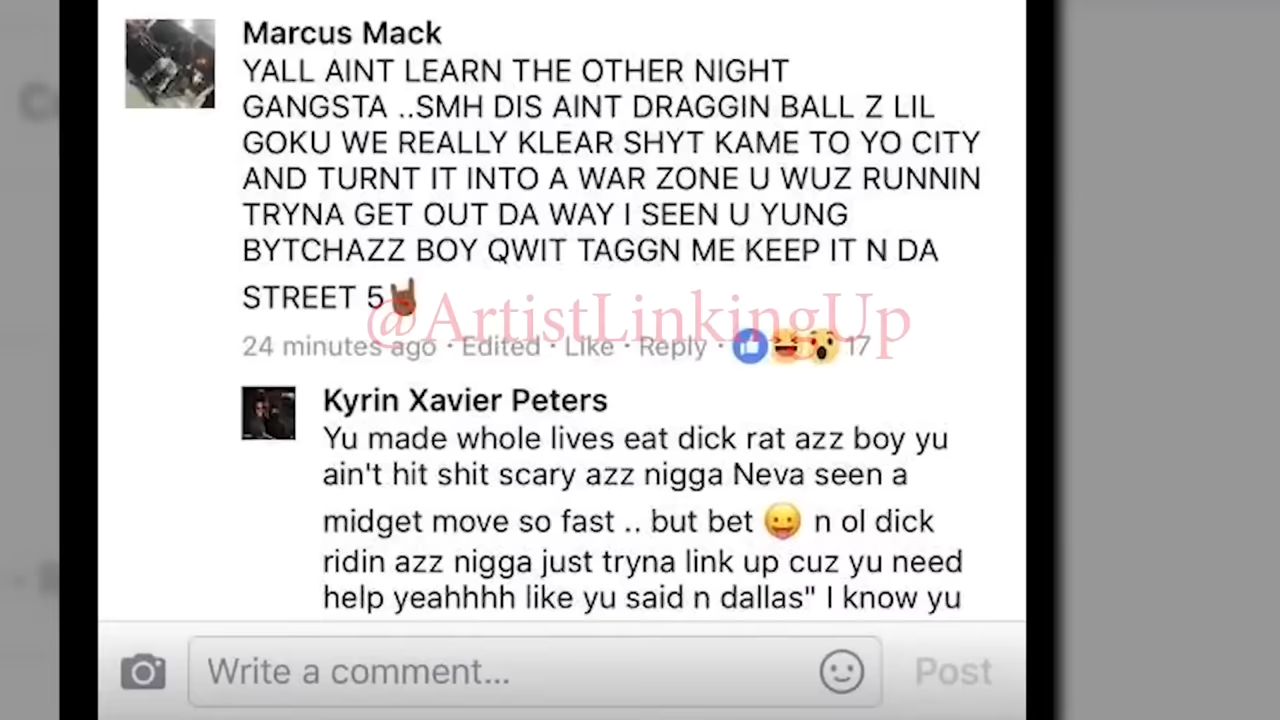 Marcus Mack
YALL AINT LEARN THE OTHER NIGHT
GANGSTA ..SMH DIS AINT DRAGGIN BALL Z LIL
GOKU WE REALLY KLEAR SHYT KAME TO YO CITY
AND TURNT IT INTO A WAR ZONE U WUZ RUNNIN
TRYNA GET OUT DA WAY I SEEN U YUNG
BYTCHAZZ BOY QWIT TAGGN ME KEEP IT N DA
STREET 5🤘🏾
@ArtistLinkingUp
24 minutes ago · Edited · Like · Reply · 17
Kyrin Xavier Peters
Yu made whole lives eat dick rat azz boy yu
ain't hit shit scary azz nigga Neva seen a
midget move so fast .. but bet 😛 n ol dick
ridin azz nigga just tryna link up cuz yu need
help yeahhhh like yu said n dallas" I know yu
Write a comment...
Post